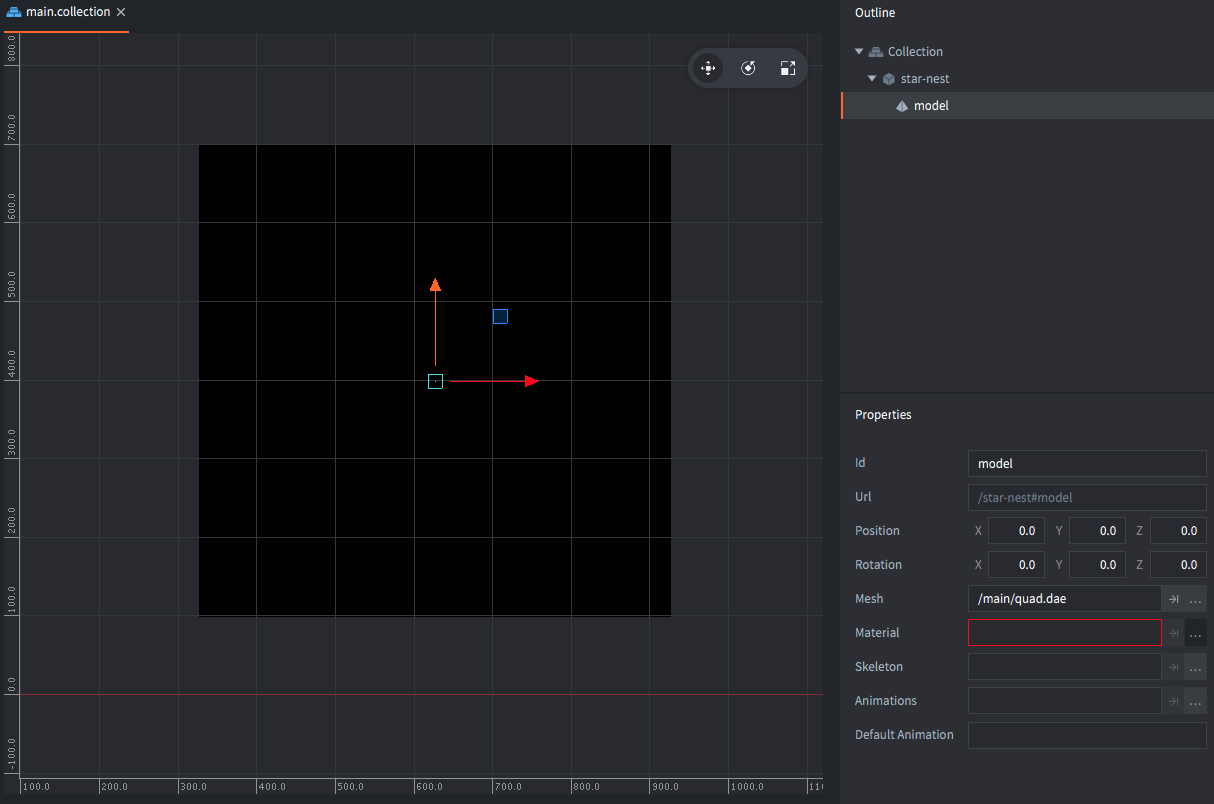 main.collection
Outline
Collection
star-nest
model
800.0
700.0
600.0
500.0
400.0
300.0
200.0
100.0
0.0
-100.0
100.0 200.0 300.0 400.0 500.0 600.0 700.0 800.0 900.0 1000.0 11
Properties
Id model
Url /star-nest#model
Position X 0.0 Y 0.0 Z 0.0
Rotation X 0.0 Y 0.0 Z 0.0
Mesh /main/quad.dae ...
Material ...
Skeleton ...
Animations ...
Default Animation